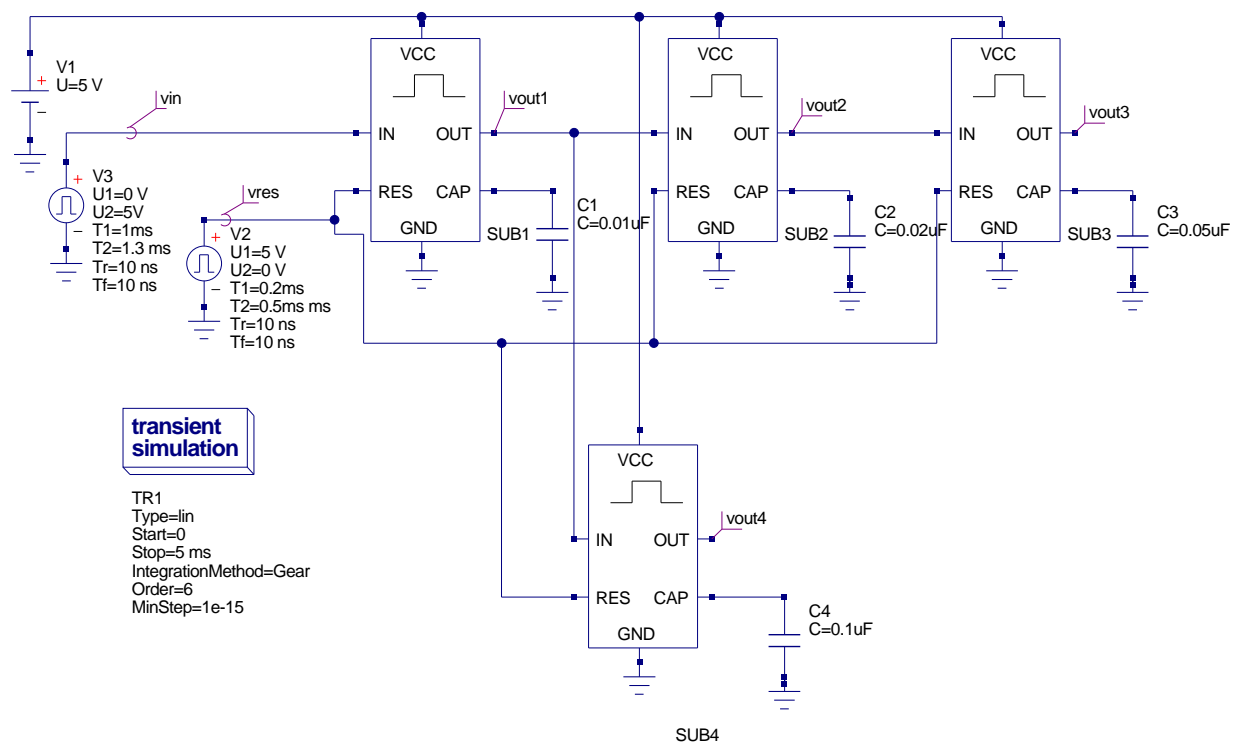 V1
U=5 V
+
–
vin
V3
U1=0 V
U2=5V
T1=1ms
T2=1.3 ms
Tr=10 ns
Tf=10 ns
+
–
vres
V2
U1=5 V
U2=0 V
T1=0.2ms
T2=0.5ms ms
Tr=10 ns
Tf=10 ns
+
–
VCC
IN OUT
RES CAP
GND
SUB1
vout1
C1
C=0.01uF
VCC
IN OUT
RES CAP
GND
SUB2
vout2
C2
C=0.02uF
VCC
IN OUT
RES CAP
GND
SUB3
vout3
C3
C=0.05uF
transient
simulation
TR1
Type=lin
Start=0
Stop=5 ms
IntegrationMethod=Gear
Order=6
MinStep=1e-15
VCC
IN OUT
RES CAP
GND
vout4
C4
C=0.1uF
SUB4